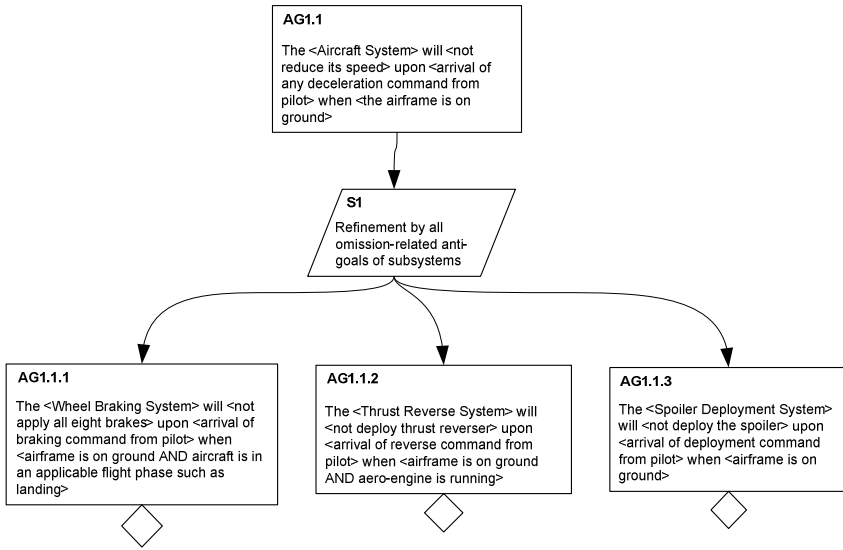 AG1.1
The <Aircraft System> will <not
reduce its speed> upon <arrival of
any deceleration command from
pilot> when <the airframe is on
ground>
S1
Refinement by all
omission-related anti-
goals of subsystems
AG1.1.1
The <Wheel Braking System> will <not
apply all eight brakes> upon <arrival of
braking command from pilot> when
<airframe is on ground AND aircraft is in
an applicable flight phase such as
landing>
AG1.1.2
The <Thrust Reverse System> will
<not deploy thrust reverser> upon
<arrival of reverse command from
pilot> when <airframe is on ground
AND aero-engine is running>
AG1.1.3
The <Spoiler Deployment System>
will <not deploy the spoiler> upon
<arrival of deployment command
from pilot> when <airframe is on
ground>